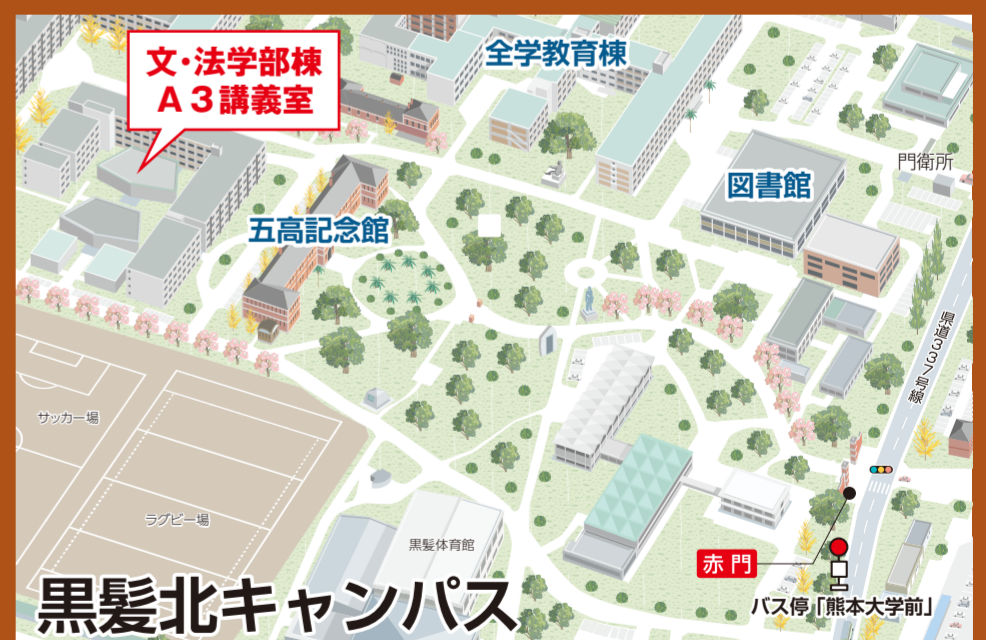 文・法学部棟
A3講義室
全学教育棟
門衛所
図書館
五高記念館
県道337号線
サッカー場
ラグビー場
黒髪体育館
赤門
バス停「熊本大学前」
黒髪北キャンパス